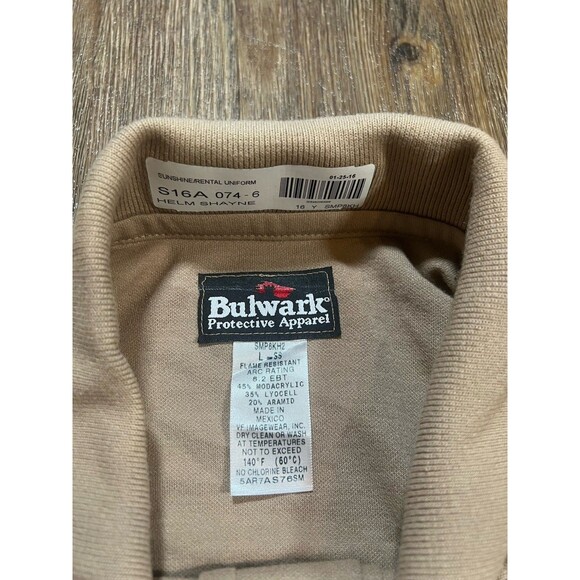 SUNSHINE/RENTAL UNIFORM
S16A 074-6
HELM SHAYNE
01-25-16
16 Y SMP8KH2
Bulwark®
Protective Apparel
SMP8KH2
L -SS
FLAME RESISTANT
ARC RATING
8.2 EBT
45% MODACRYLIC
35% LYOCELL
20% ARAMID
MADE IN
MEXICO
VF IMAGEWEAR, INC.
DRY CLEAN OR WASH
AT TEMPERATURES
NOT TO EXCEED
140°F (60°C)
NO CHLORINE BLEACH
5AR7AS76SM